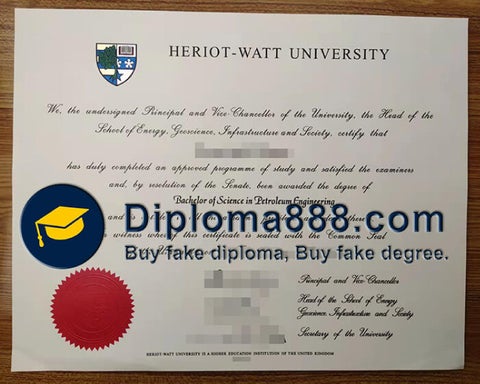 HERIOT-WATT UNIVERSITY
We, the undersigned Principal and Vice-Chancellor of the University, the Head of the
School of Energy, Geoscience, Infrastructure and Society, certify that
has duly completed an approved programme of study and satisfied the examiners
and, by resolution of the Senate, been awarded the degree of
Bachelor of Science in Petroleum Engineering
Diploma888.com
witness where of this certificate is sealed with the Common Seal
Buy fake diploma, Buy fake degree.
Principal and Vice-Chancellor
Head of the School of Energy
Geoscience, Infrastructure and Society
Secretary of the University
HERIOT-WATT UNIVERSITY IS A HIGHER EDUCATION INSTITUTION OF THE UNITED KINGDOM